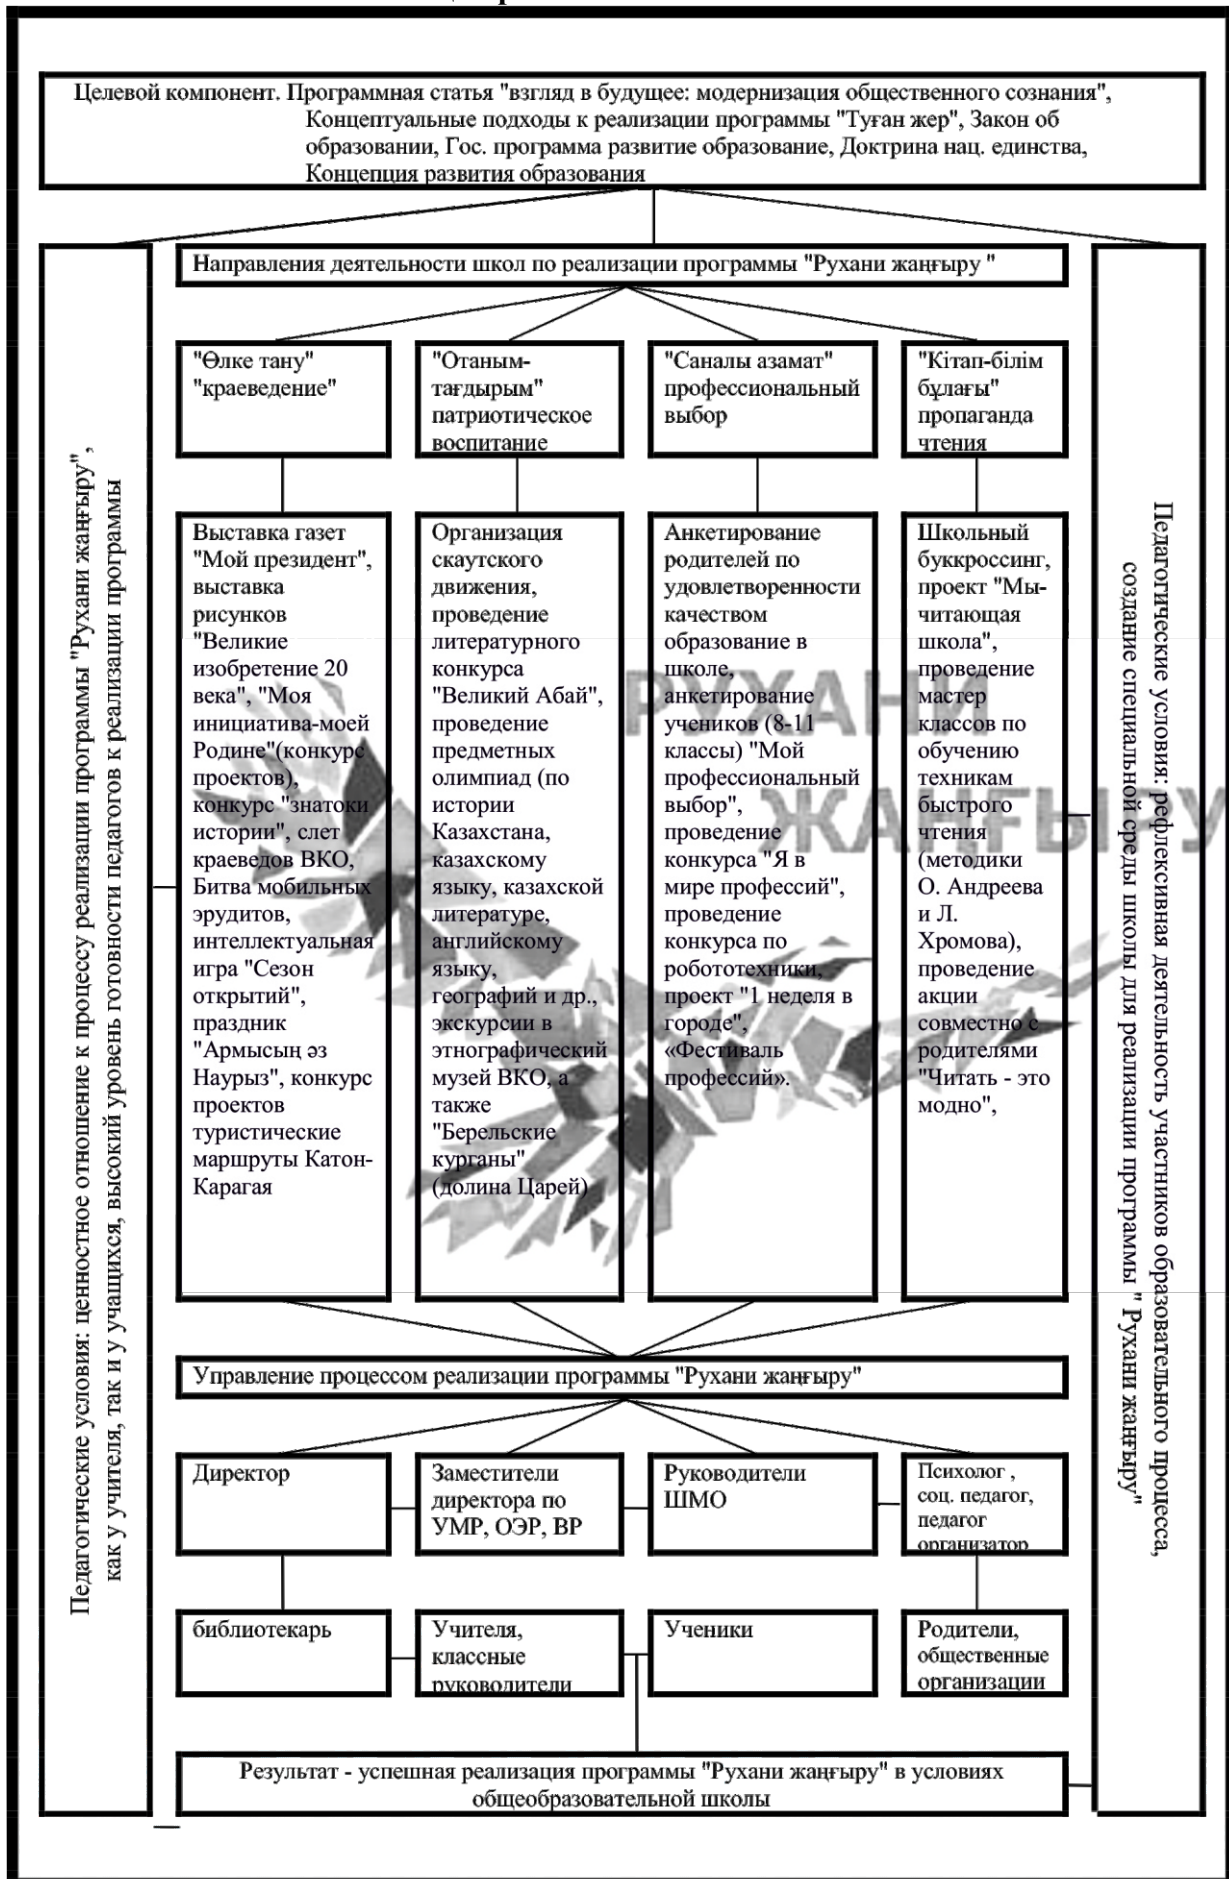 Целевой компонент. Программная статья "взгляд в будущее: модернизация общественного сознания",
Концептуальные подходы к реализации программы "Туған жер", Закон об
образовании, Гос. программа развитие образование, Доктрина нац. единства,
Концепция развития образования
Педагогические условия: ценностное отношение к процессу реализации программы "Рухани жаңғыру",
как у учителя, так и у учащихся, высокий уровень готовности педагогов к реализации программы
Направления деятельности школ по реализации программы "Рухани жаңғыру "
"Өлке тану"
"краеведение"
"Отаным-
тағдырым"
патриотическое
воспитание
"Саналы азамат"
профессиональный
выбор
"Кітап-білім
бұлағы"
пропаганда
чтения
Выставка газет
"Мой президент",
выставка
рисунков
"Великие
изобретение 20
века", "Моя
инициатива-моей
Родине"(конкурс
проектов),
конкурс "знатоки
истории", слет
краеведов ВКО,
Битва мобильных
эрудитов,
интеллектуальная
игра "Сезон
открытий",
праздник
"Армысың әз
Наурыз", конкурс
проектов
туристические
маршруты Катон-
Карагая
Организация
скаутского
движения,
проведение
литературного
конкурса
"Великий Абай",
проведение
предметных
олимпиад (по
истории
Казахстана,
казахскому
языку, казахской
литературе,
английскому
языку,
географий и др.,
экскурсии в
этнографический
музей ВКО, а
также
"Берельские
курганы"
(долина Царей)
Анкетирование
родителей по
удовлетворенности
качеством
образование в
школе,
анкетирование
учеников (8-11
классы) "Мой
профессиональный
выбор",
проведение
конкурса "Я в
мире профессий",
проведение
конкурса по
робототехники,
проект "1 неделя в
городе",
«Фестиваль
профессий».
Школьный
буккроссинг,
проект "Мы-
читающая
школа",
проведение
мастер
классов по
обучению
техникам
быстрого
чтения
(методики
О. Андреева
и Л.
Хромова),
проведение
акции
совместно с
родителями
"Читать - это
модно",
РУХАНИ
ЖАҢҒЫРУ
Педагогические условия: рефлексивная деятельность участников образовательного процесса,
создание специальной среды школы для реализации программы " Рухани жаңғыру"
Управление процессом реализации программы "Рухани жаңғыру"
Директор
Заместители
директора по
УМР, ОЭР, ВР
Руководители
ШМО
Психолог ,
соц. педагог,
педагог
организатор
библиотекарь
Учителя,
классные
руководители
Ученики
Родители,
общественные
организации
Результат - успешная реализация программы "Рухани жаңғыру" в условиях
общеобразовательной школы